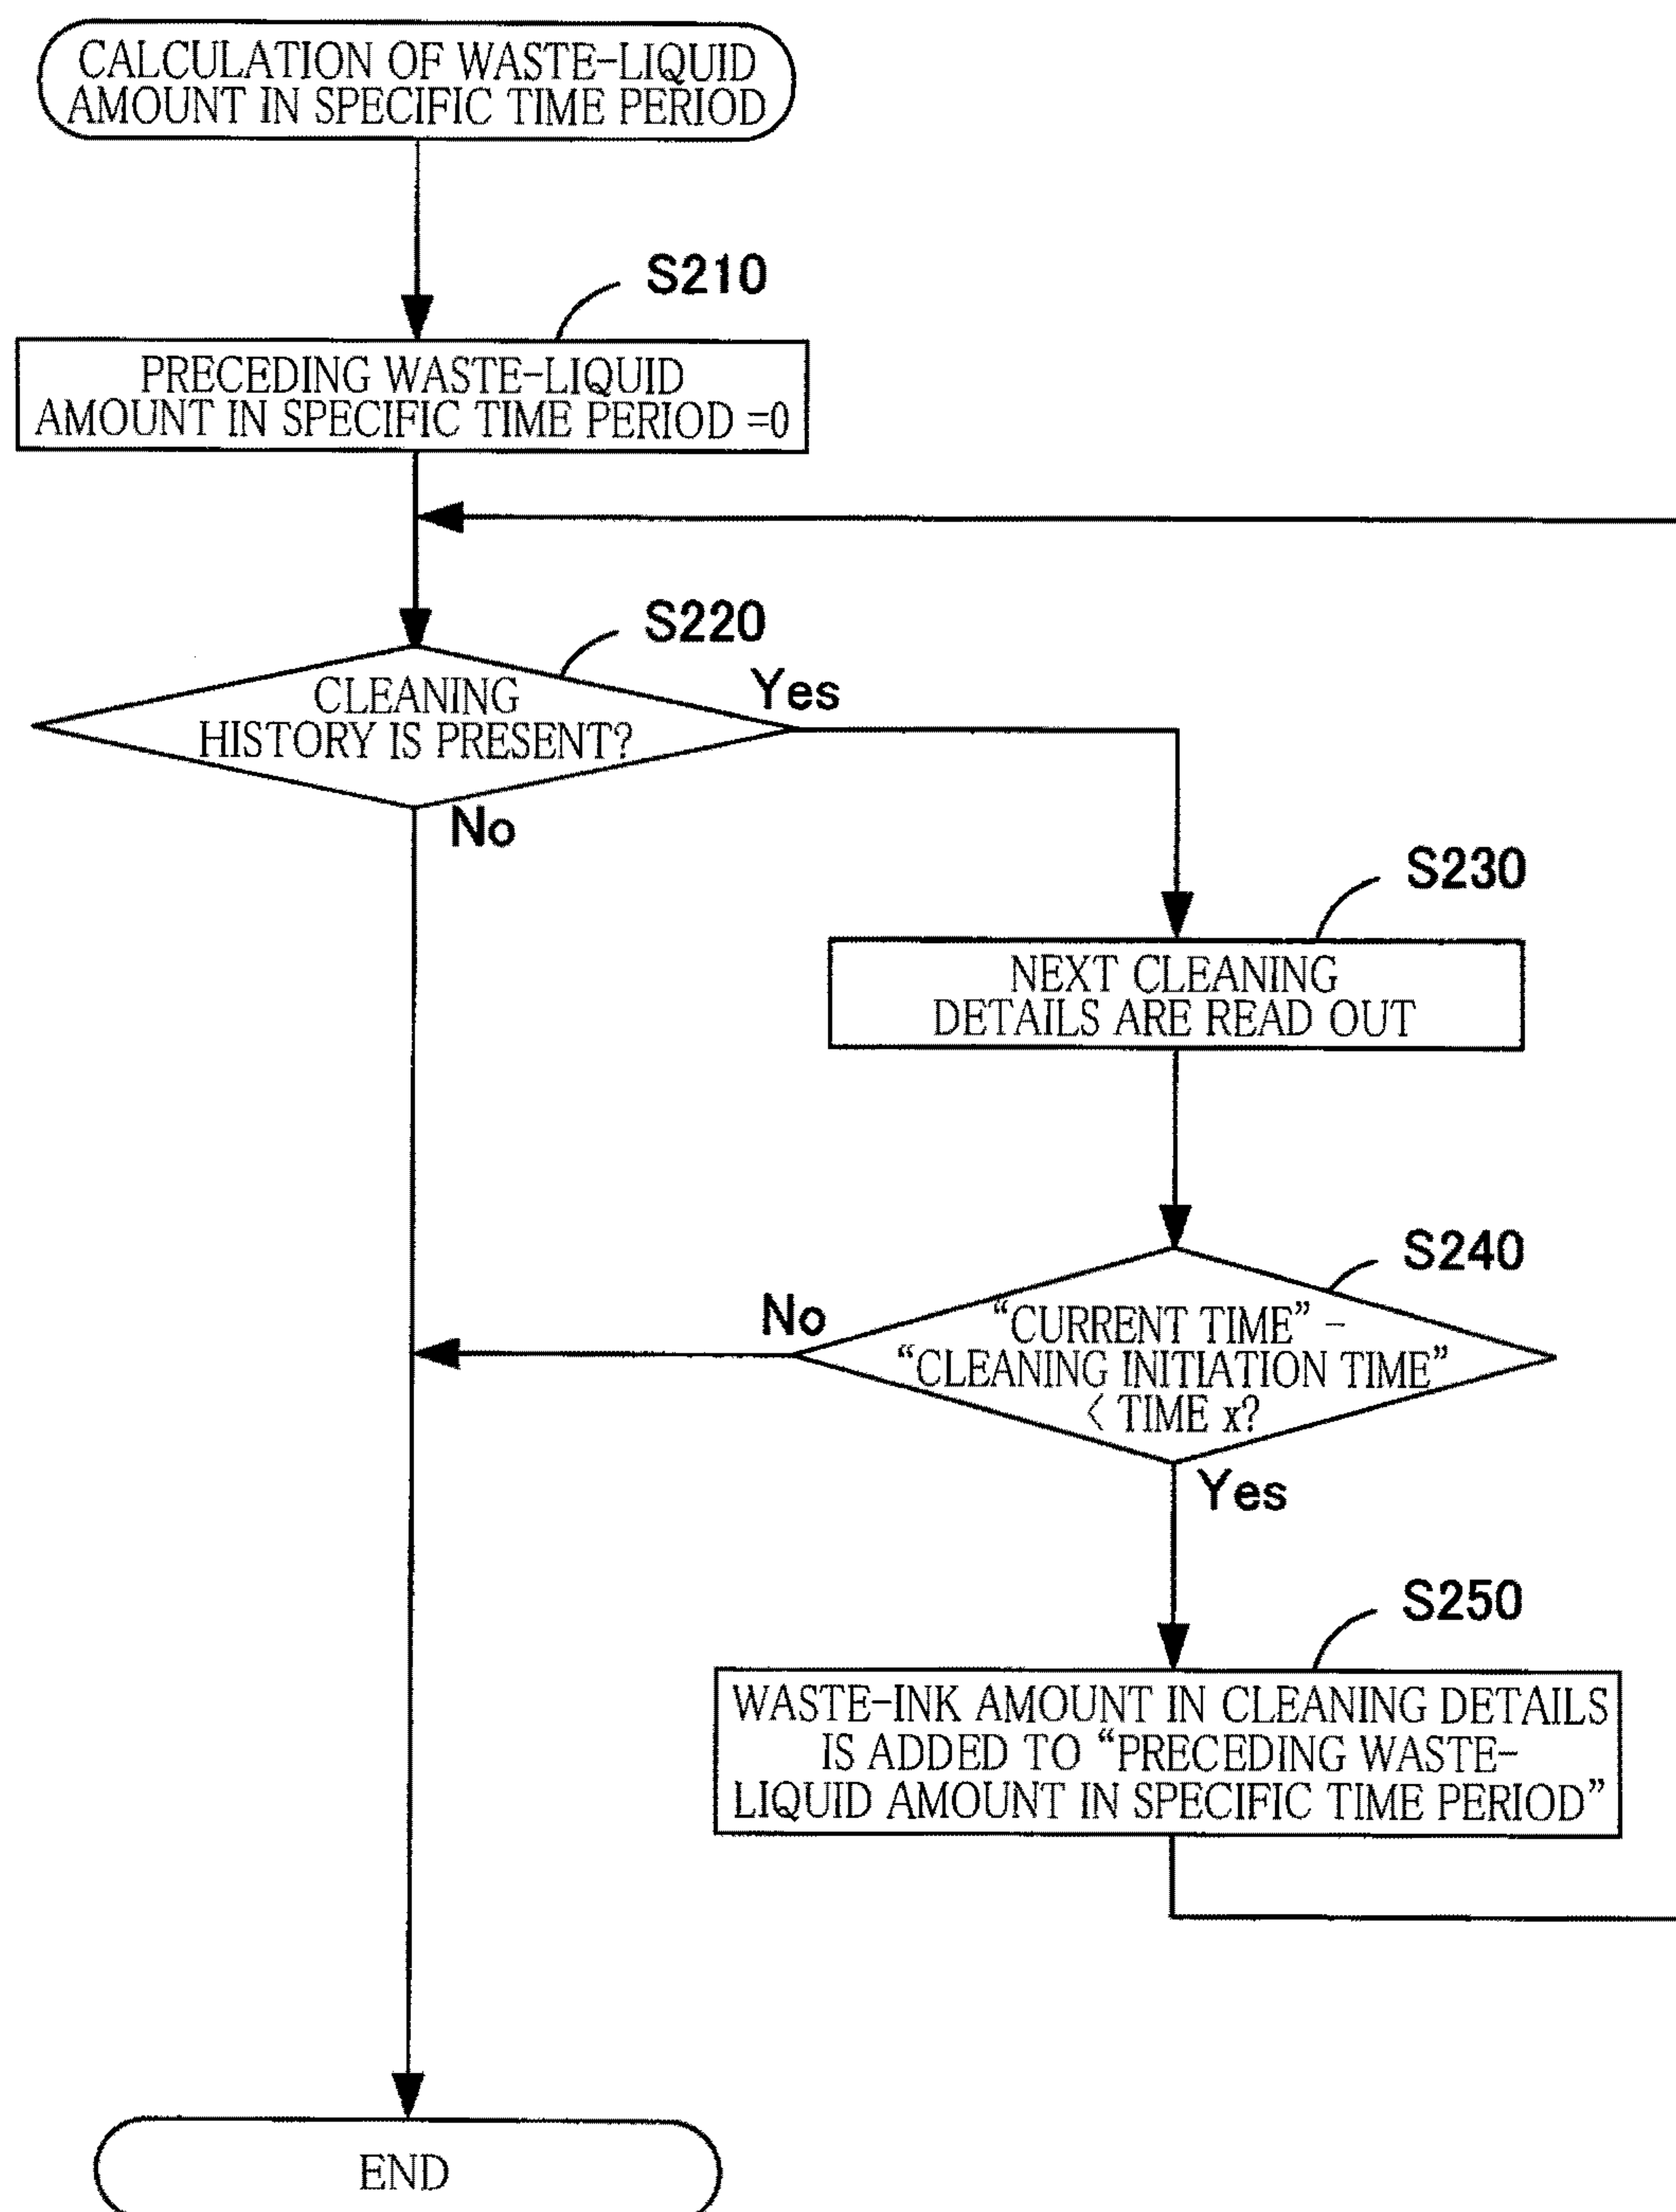 CALCULATION OF WASTE-LIQUID
AMOUNT IN SPECIFIC TIME PERIOD
S210
PRECEDING WASTE-LIQUID
AMOUNT IN SPECIFIC TIME PERIOD =0
S220
CLEANING
HISTORY IS PRESENT?
Yes
No
S230
NEXT CLEANING
DETAILS ARE READ OUT
S240
“CURRENT TIME” –
“CLEANING INITIATION TIME”
< TIME x?
No
Yes
S250
WASTE-INK AMOUNT IN CLEANING DETAILS
IS ADDED TO “PRECEDING WASTE-
LIQUID AMOUNT IN SPECIFIC TIME PERIOD”
END